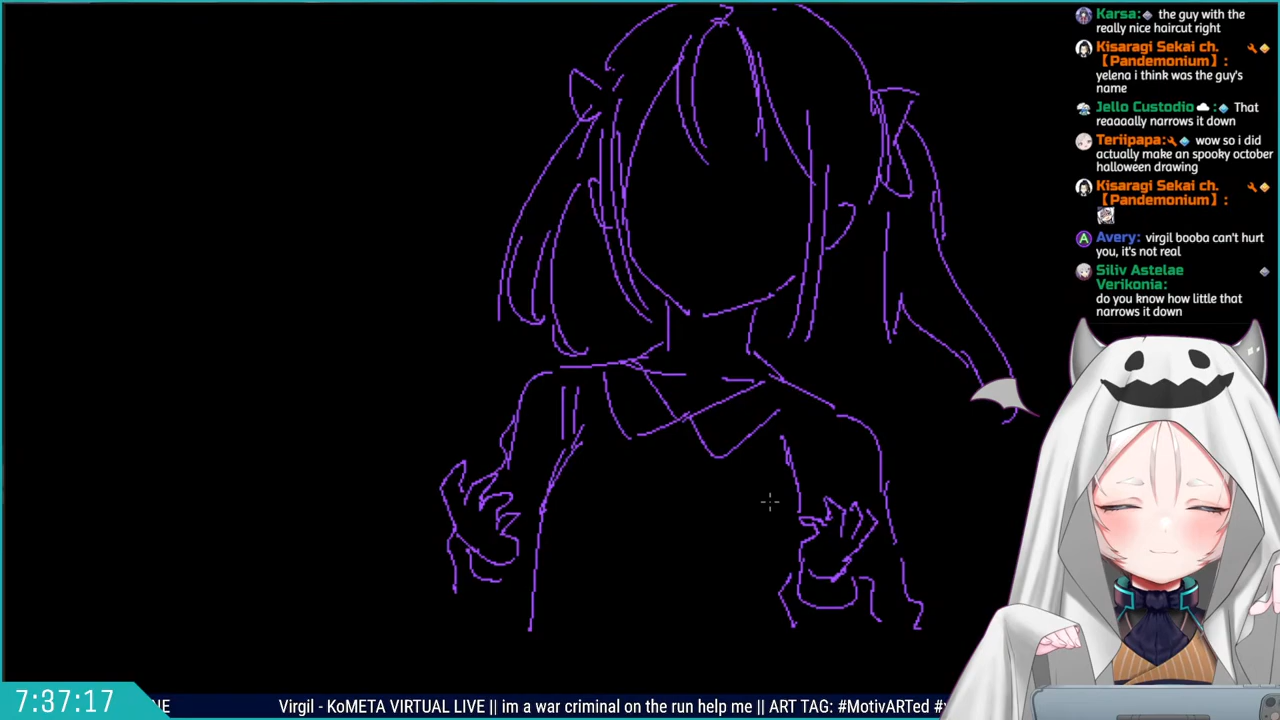 Karsa: the guy with the
really nice haircut right
Kisaragi Sekai ch.
【Pandemonium】:
yelena i think was the guy's
name
Jello Custodio : That
reaaaally narrows it down
Teriipapa: wow so i did
actually make an spooky october
halloween drawing
Kisaragi Sekai ch.
【Pandemonium】:
A Avery: virgil booba can't hurt
you, it's not real
Siliv Astelae
Verikonia:
do you know how little that
narrows it down
7:37:17
NE Virgil - KoMETA VIRTUAL LIVE || im a war criminal on the run help me || ART TAG: #MotivARTed #